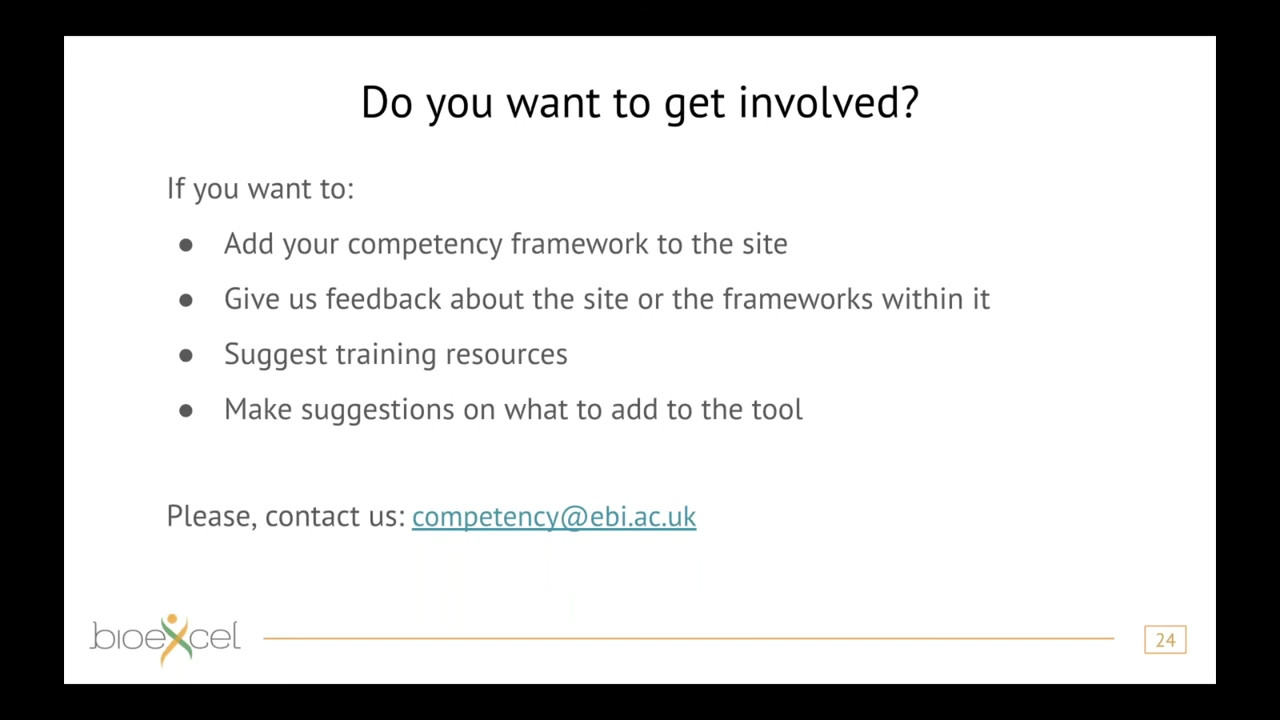 Do you want to get involved?
If you want to:
● Add your competency framework to the site
● Give us feedback about the site or the frameworks within it
● Suggest training resources
● Make suggestions on what to add to the tool
Please, contact us: competency@ebi.ac.uk
bioexcel
24